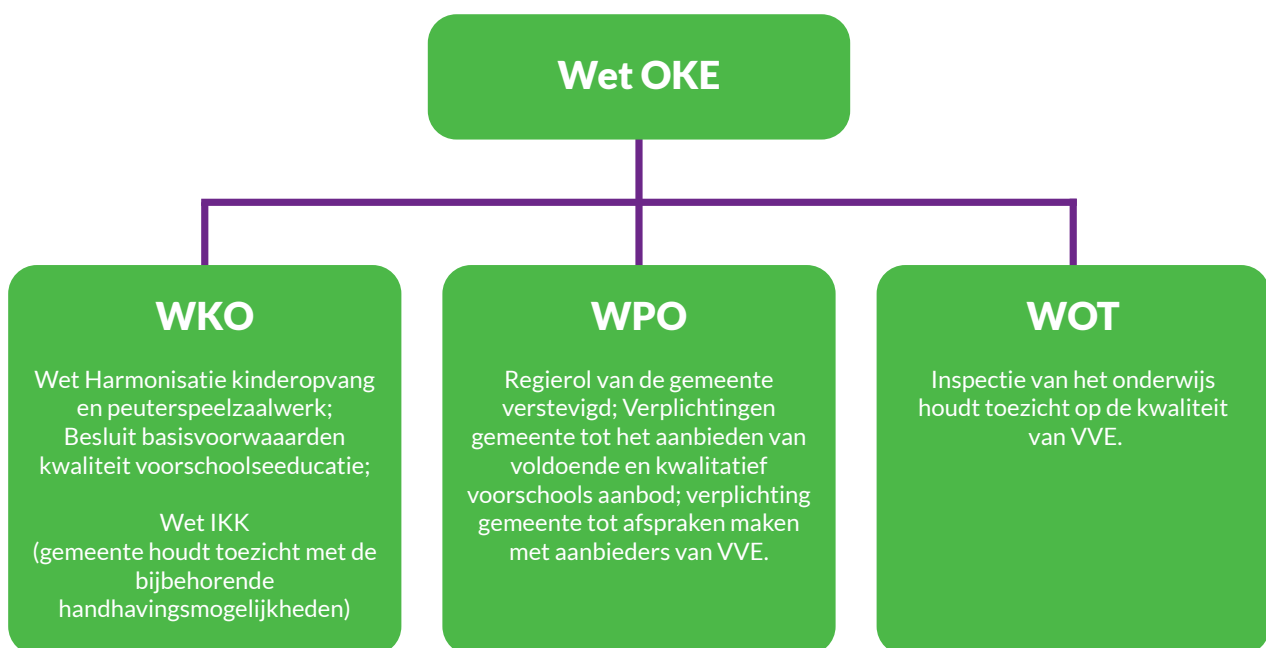 Wet OKE
WKO
Wet Harmonisatie kinderopvang
en peuterspeelzaalwerk;
Besluit basisvoorwaaarden
kwaliteit voorschoolseeducatie;
Wet IKK
(gemeente houdt toezicht met de
bijbehorende
handhavingsmogelijkheden)
WPO
Regierol van de gemeente
verstevigd; Verplichtingen
gemeente tot het aanbieden van
voldoende en kwalitatief
voorschools aanbod; verplichting
gemeente tot afspraken maken
met aanbieders van VVE.
WOT
Inspectie van het onderwijs
houdt toezicht op de kwaliteit
van VVE.